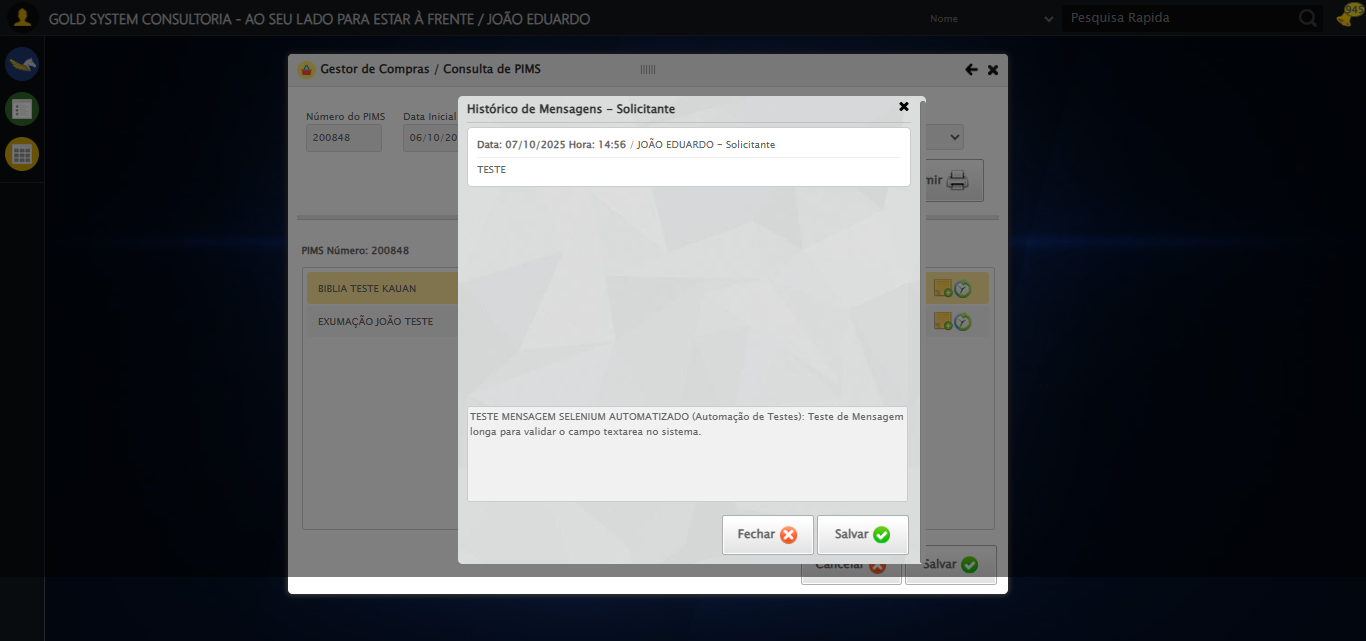 GOLD SYSTEM CONSULTORIA - AO SEU LADO PARA ESTAR À FRENTE / JOÃO EDUARDO
Nome
Pesquisa Rapida
945
Gestor de Compras / Consulta de PIMS
Histórico de Mensagens - Solicitante
Número do PIMS
Data Inicial
200848
06/10/20
Data: 07/10/2025 Hora: 14:56 / JOÃO EDUARDO - Solicitante
TESTE
mir
PIMS Número: 200848
BIBLIA TESTE KAUAN
EXUMAÇÃO JOÃO TESTE
TESTE MENSAGEM SELENIUM AUTOMATIZADO (Automação de Testes): Teste de Mensagem
longa para validar o campo textarea no sistema.
Fechar
Salvar
Cancelar
Salvar